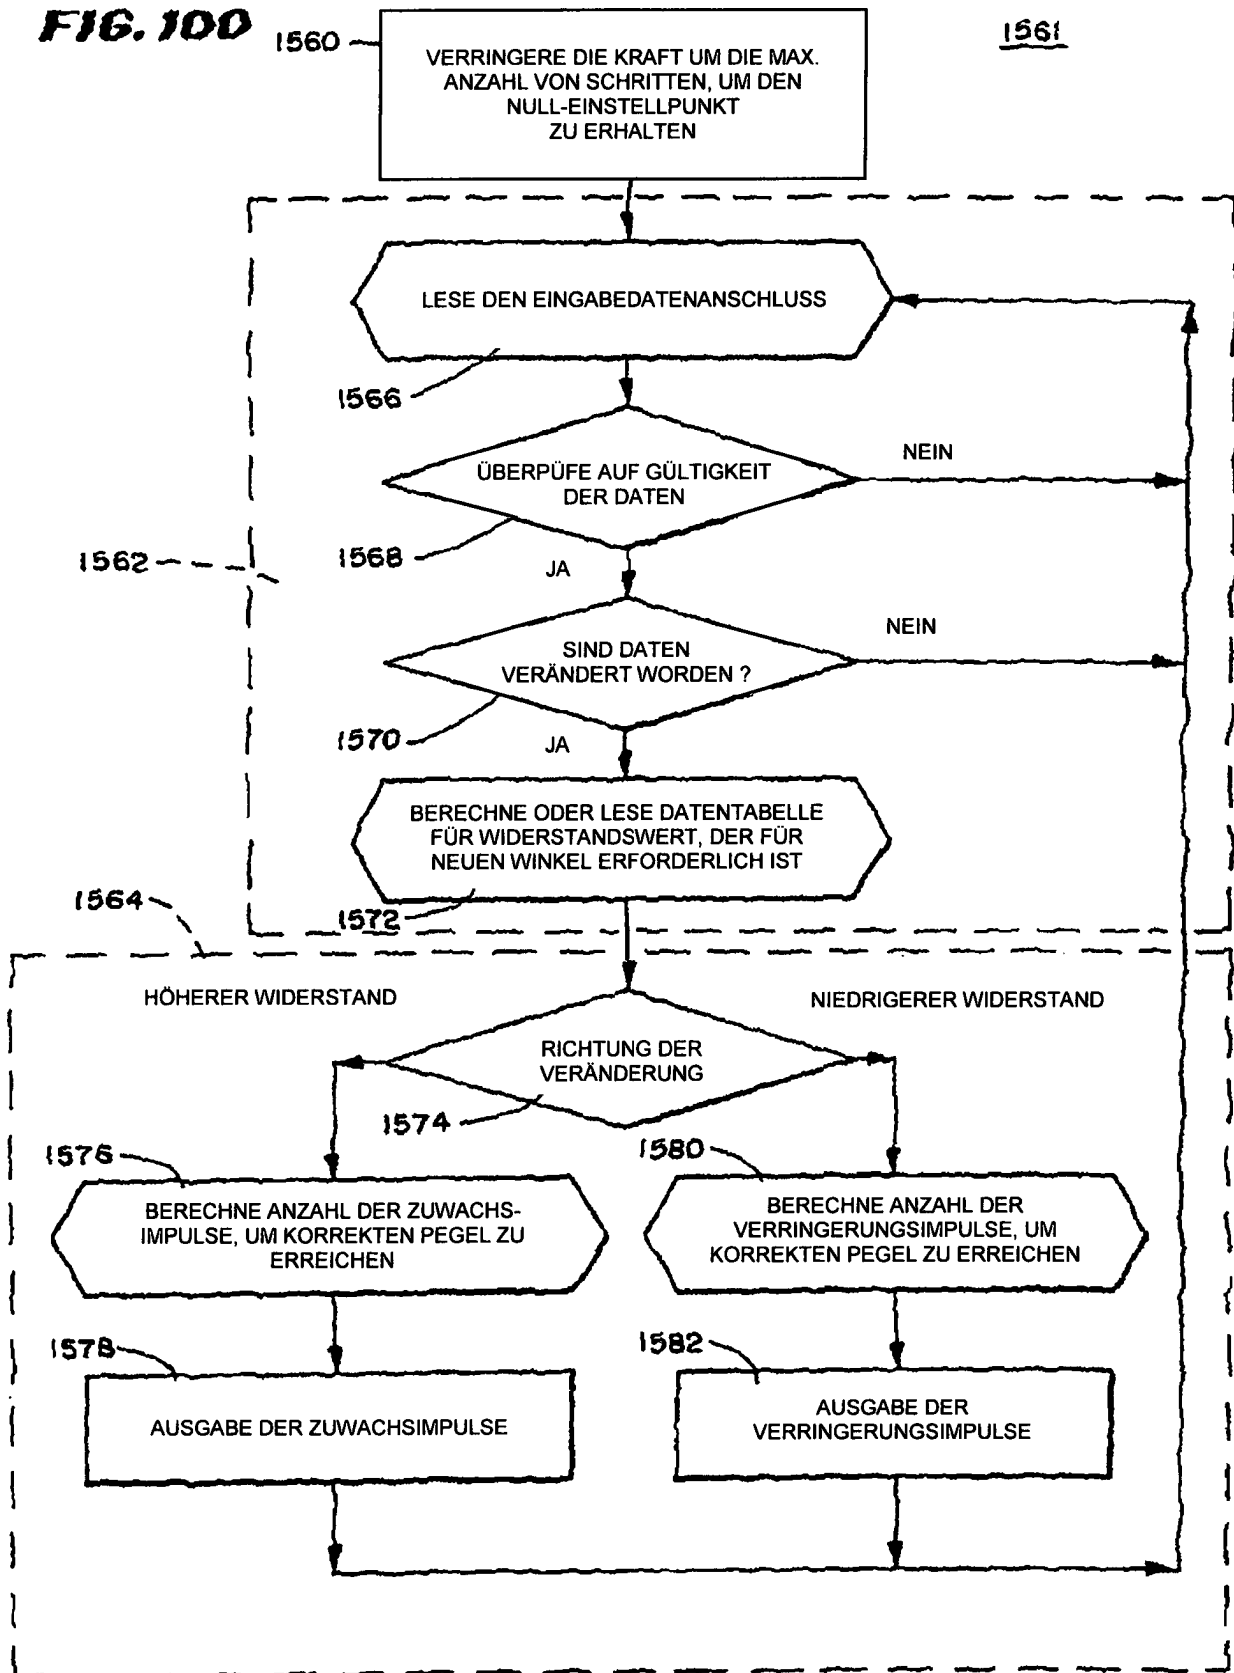 FIG. 100
1560
1561
VERRINGERE DIE KRAFT UM DIE MAX.
ANZAHL VON SCHRITTEN, UM DEN
NULL-EINSTELLPUNKT
ZU ERHALTEN
LESE DEN EINGABEDATENANSCHLUSS
1566
ÜBERPÜFE AUF GÜLTIGKEIT
DER DATEN
NEIN
1568
1562
JA
SIND DATEN
VERÄNDERT WORDEN ?
NEIN
1570
JA
BERECHNE ODER LESE DATENTABELLE
FÜR WIDERSTANDSWERT, DER FÜR
NEUEN WINKEL ERFORDERLICH IST
1572
1564
HÖHERER WIDERSTAND
NIEDRIGERER WIDERSTAND
RICHTUNG DER
VERÄNDERUNG
1574
1576
BERECHNE ANZAHL DER ZUWACHS-
IMPULSE, UM KORREKTEN PEGEL ZU
ERREICHEN
1580
BERECHNE ANZAHL DER
VERRINGERUNGSIMPULSE, UM
KORREKTEN PEGEL ZU ERREICHEN
1578
AUSGABE DER ZUWACHSIMPULSE
1582
AUSGABE DER
VERRINGERUNGSIMPULSE